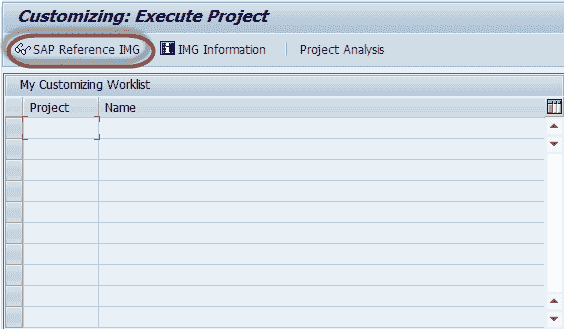 Customizing: Execute Project
SAP Reference IMG IMG Information Project Analysis
My Customizing Worklist
Project Name